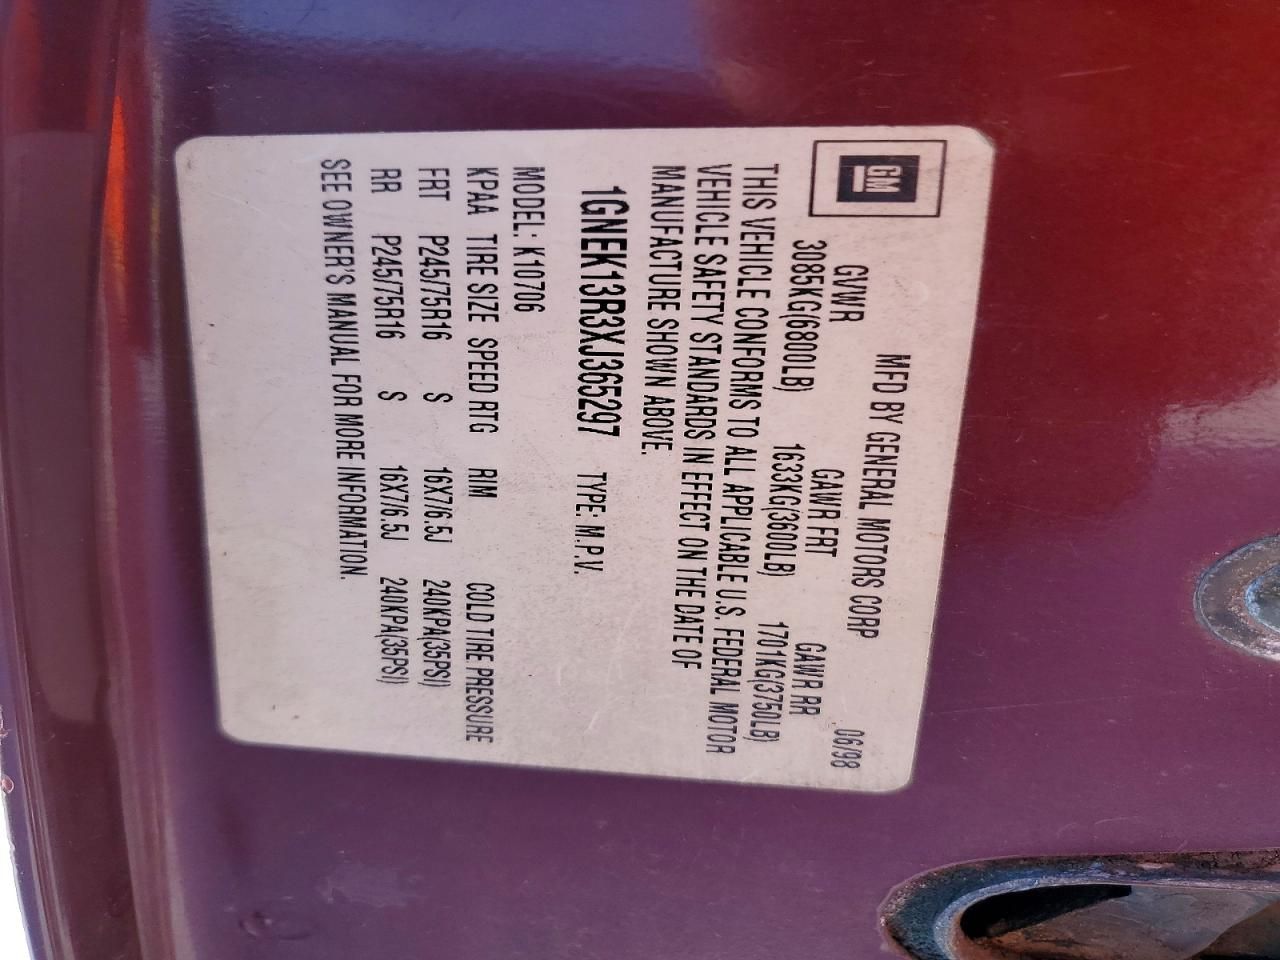 GM
MFD BY GENERAL MOTORS CORP 06/98
GVWR GAWR FRT GAWR RR
3085KG(6800LB) 1633KG(3600LB) 1701KG(3750LB)
THIS VEHICLE CONFORMS TO ALL APPLICABLE U.S. FEDERAL MOTOR
VEHICLE SAFETY STANDARDS IN EFFECT ON THE DATE OF
MANUFACTURE SHOWN ABOVE.
1GNEK13R3XJ365297 TYPE: M.P.V.
MODEL: K10706
KPAA TIRE SIZE SPEED RTG RIM COLD TIRE PRESSURE
FRT P245/75R16 S 16X7/6.5J 240KPA(35PSI)
RR P245/75R16 S 16X7/6.5J 240KPA(35PSI)
SEE OWNER'S MANUAL FOR MORE INFORMATION.